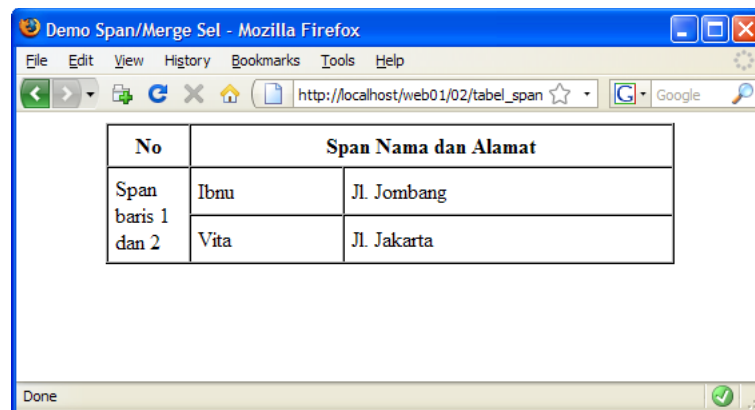 Demo Span/Merge Sel - Mozilla Firefox
File Edit View History Bookmarks Tools Help
http://localhost/web01/02/tabel_span G Google
No Span Nama dan Alamat
Span baris 1 dan 2
Ibnu Jl. Jombang
Vita Jl. Jakarta
Done